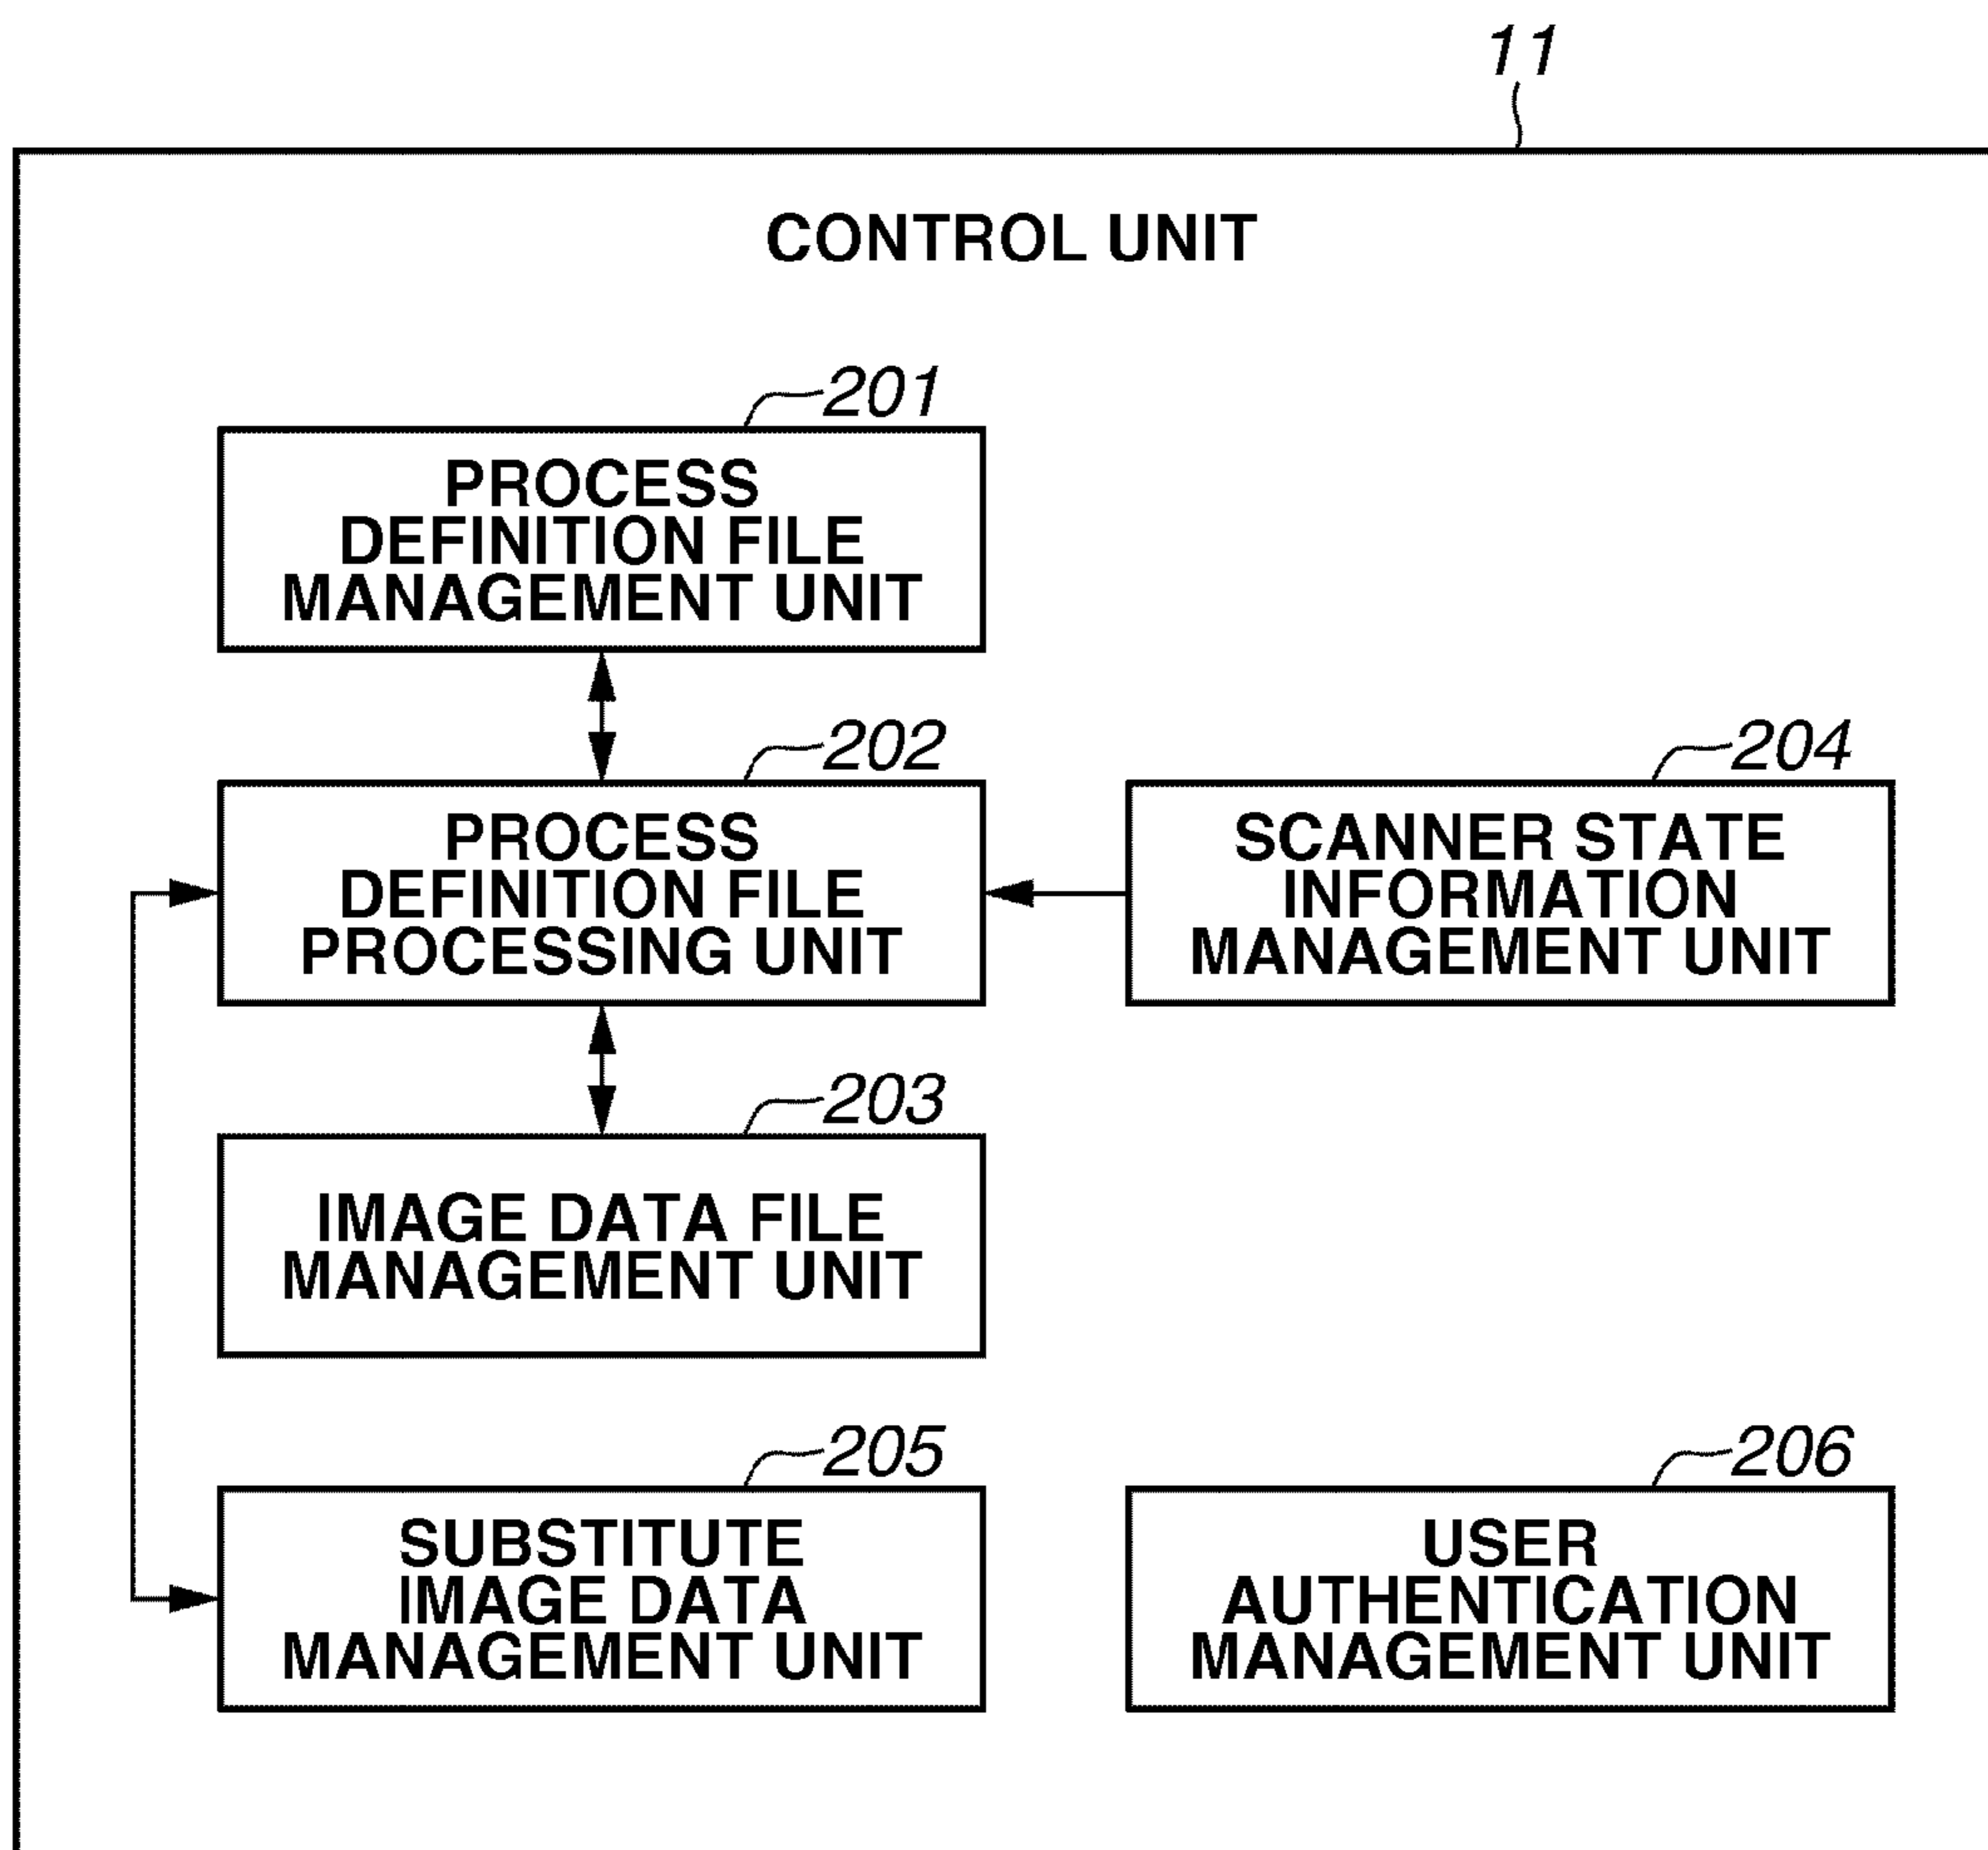 11
CONTROL UNIT
201
PROCESS
DEFINITION FILE
MANAGEMENT UNIT
202
PROCESS
DEFINITION FILE
PROCESSING UNIT
204
SCANNER STATE
INFORMATION
MANAGEMENT UNIT
203
IMAGE DATA FILE
MANAGEMENT UNIT
205
SUBSTITUTE
IMAGE DATA
MANAGEMENT UNIT
206
USER
AUTHENTICATION
MANAGEMENT UNIT